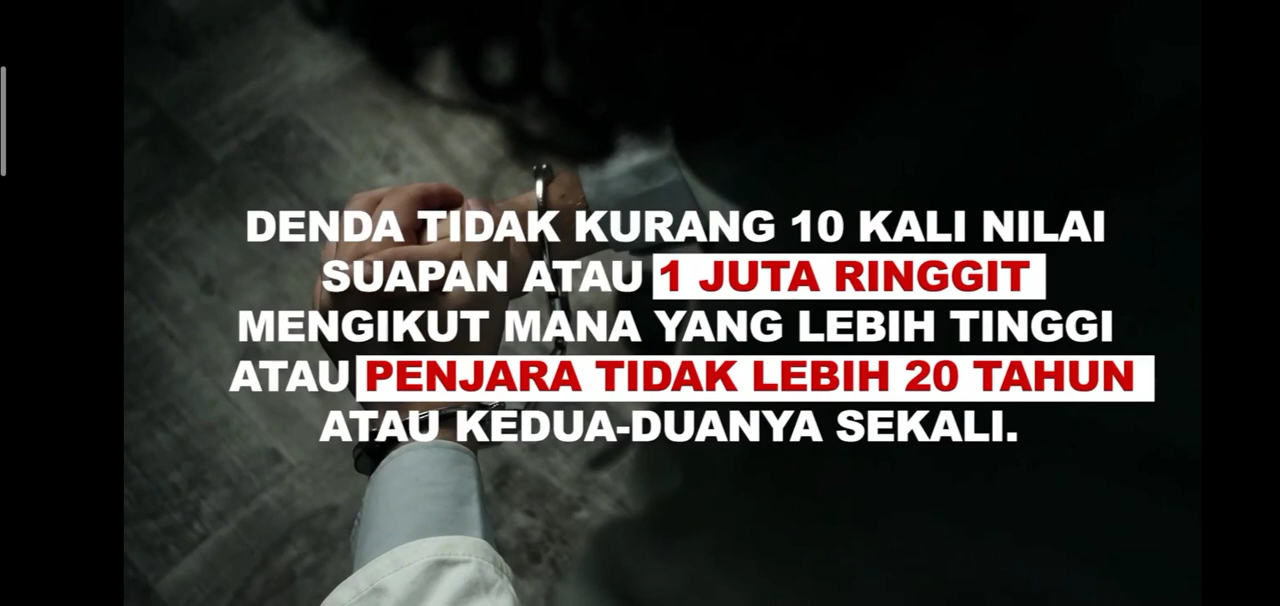 DENDA TIDAK KURANG 10 KALI NILAI
SUAPAN ATAU 1 JUTA RINGGIT
MENGIKUT MANA YANG LEBIH TINGGI
ATAU PENJARA TIDAK LEBIH 20 TAHUN
ATAU KEDUA-DUANYA SEKALI.